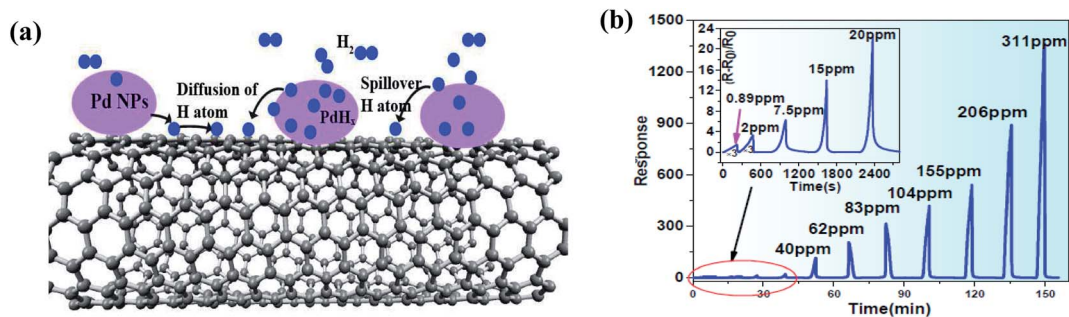 (a)
H₂
Pd NPs
Diffusion of
H atom
PdHₓ
Spillover
H atom
(b)
1500
1200
900
600
300
0
Response
0
30
60
90
120
150
Time(min)
40ppm
62ppm
83ppm
104ppm
155ppm
206ppm
311ppm
24
20
16
12
8
4
0
(R-R0)/R0
0
600
1200
1800
2400
Time(s)
0.89ppm
2ppm
7.5ppm
15ppm
20ppm
-3
-3